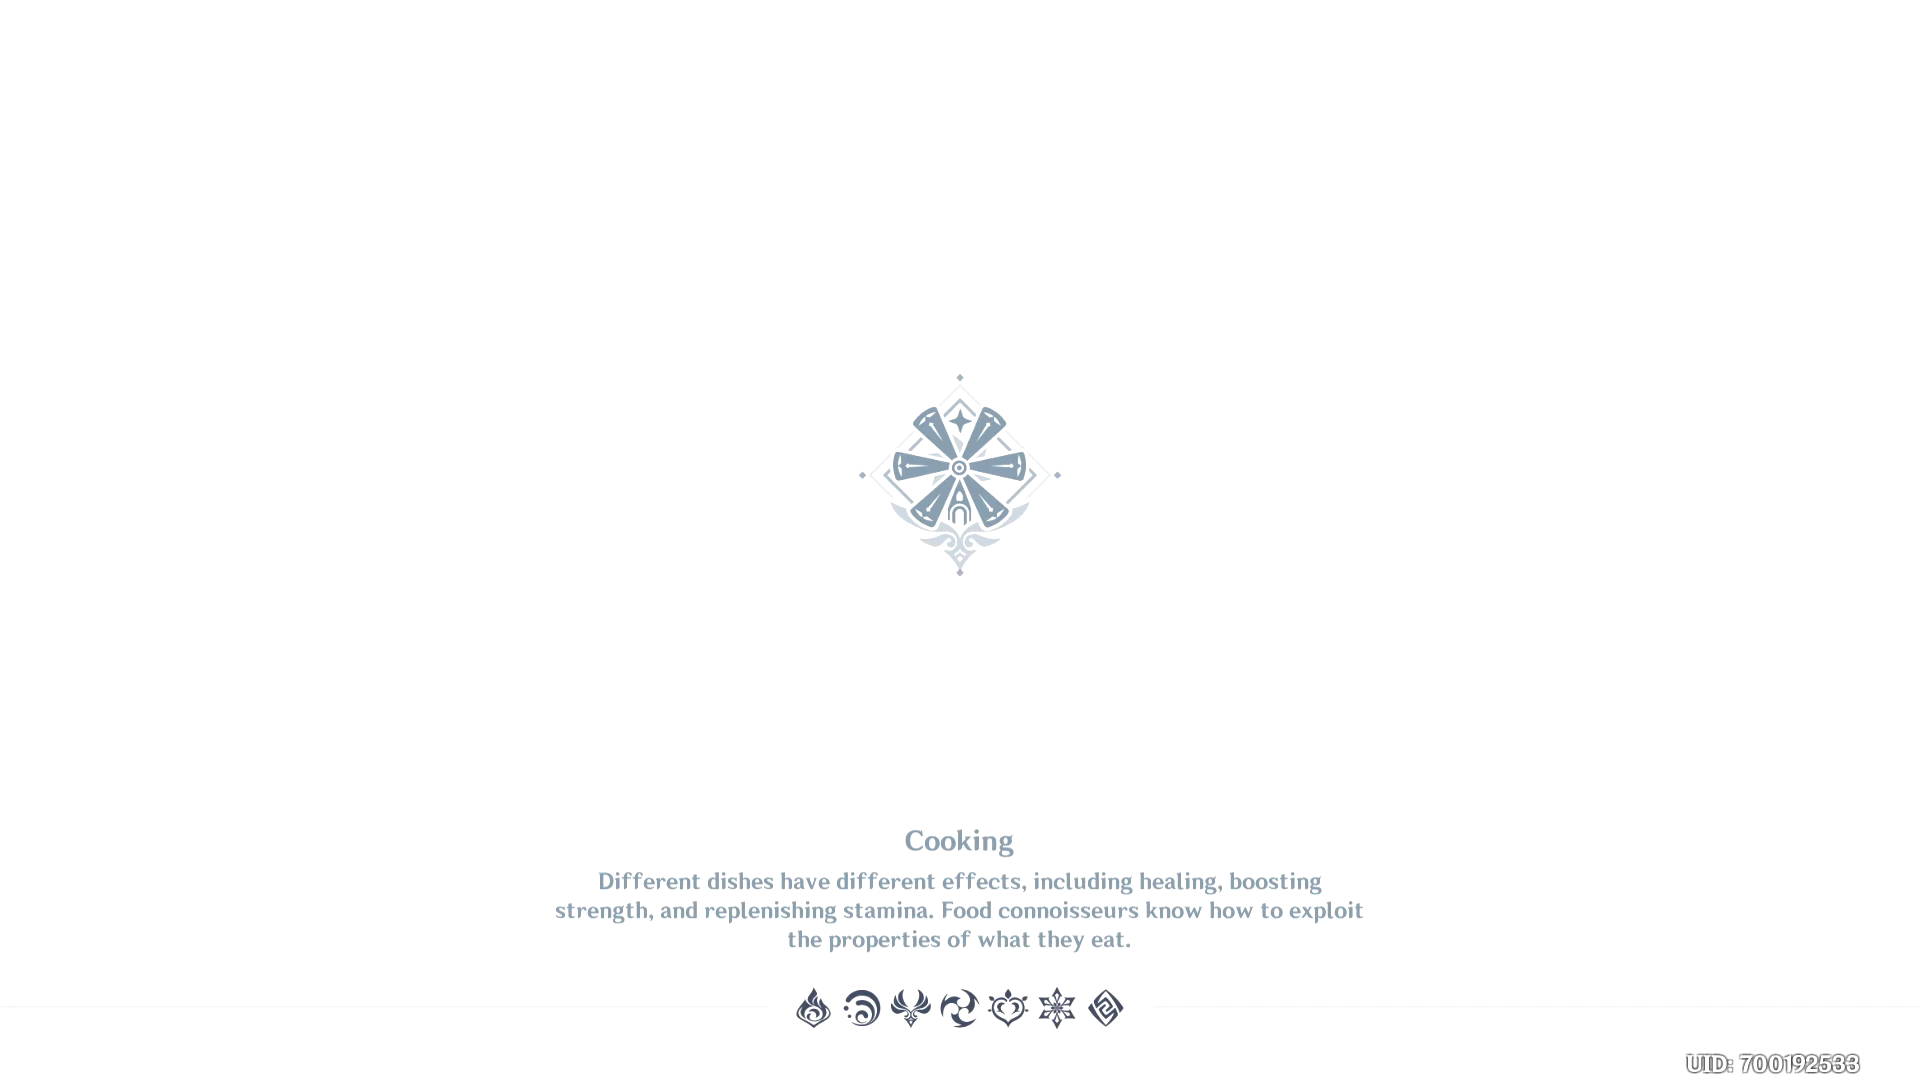 Cooking
Different dishes have different effects, including healing, boosting
strength, and replenishing stamina. Food connoisseurs know how to exploit
the properties of what they eat.
UID: 700192533